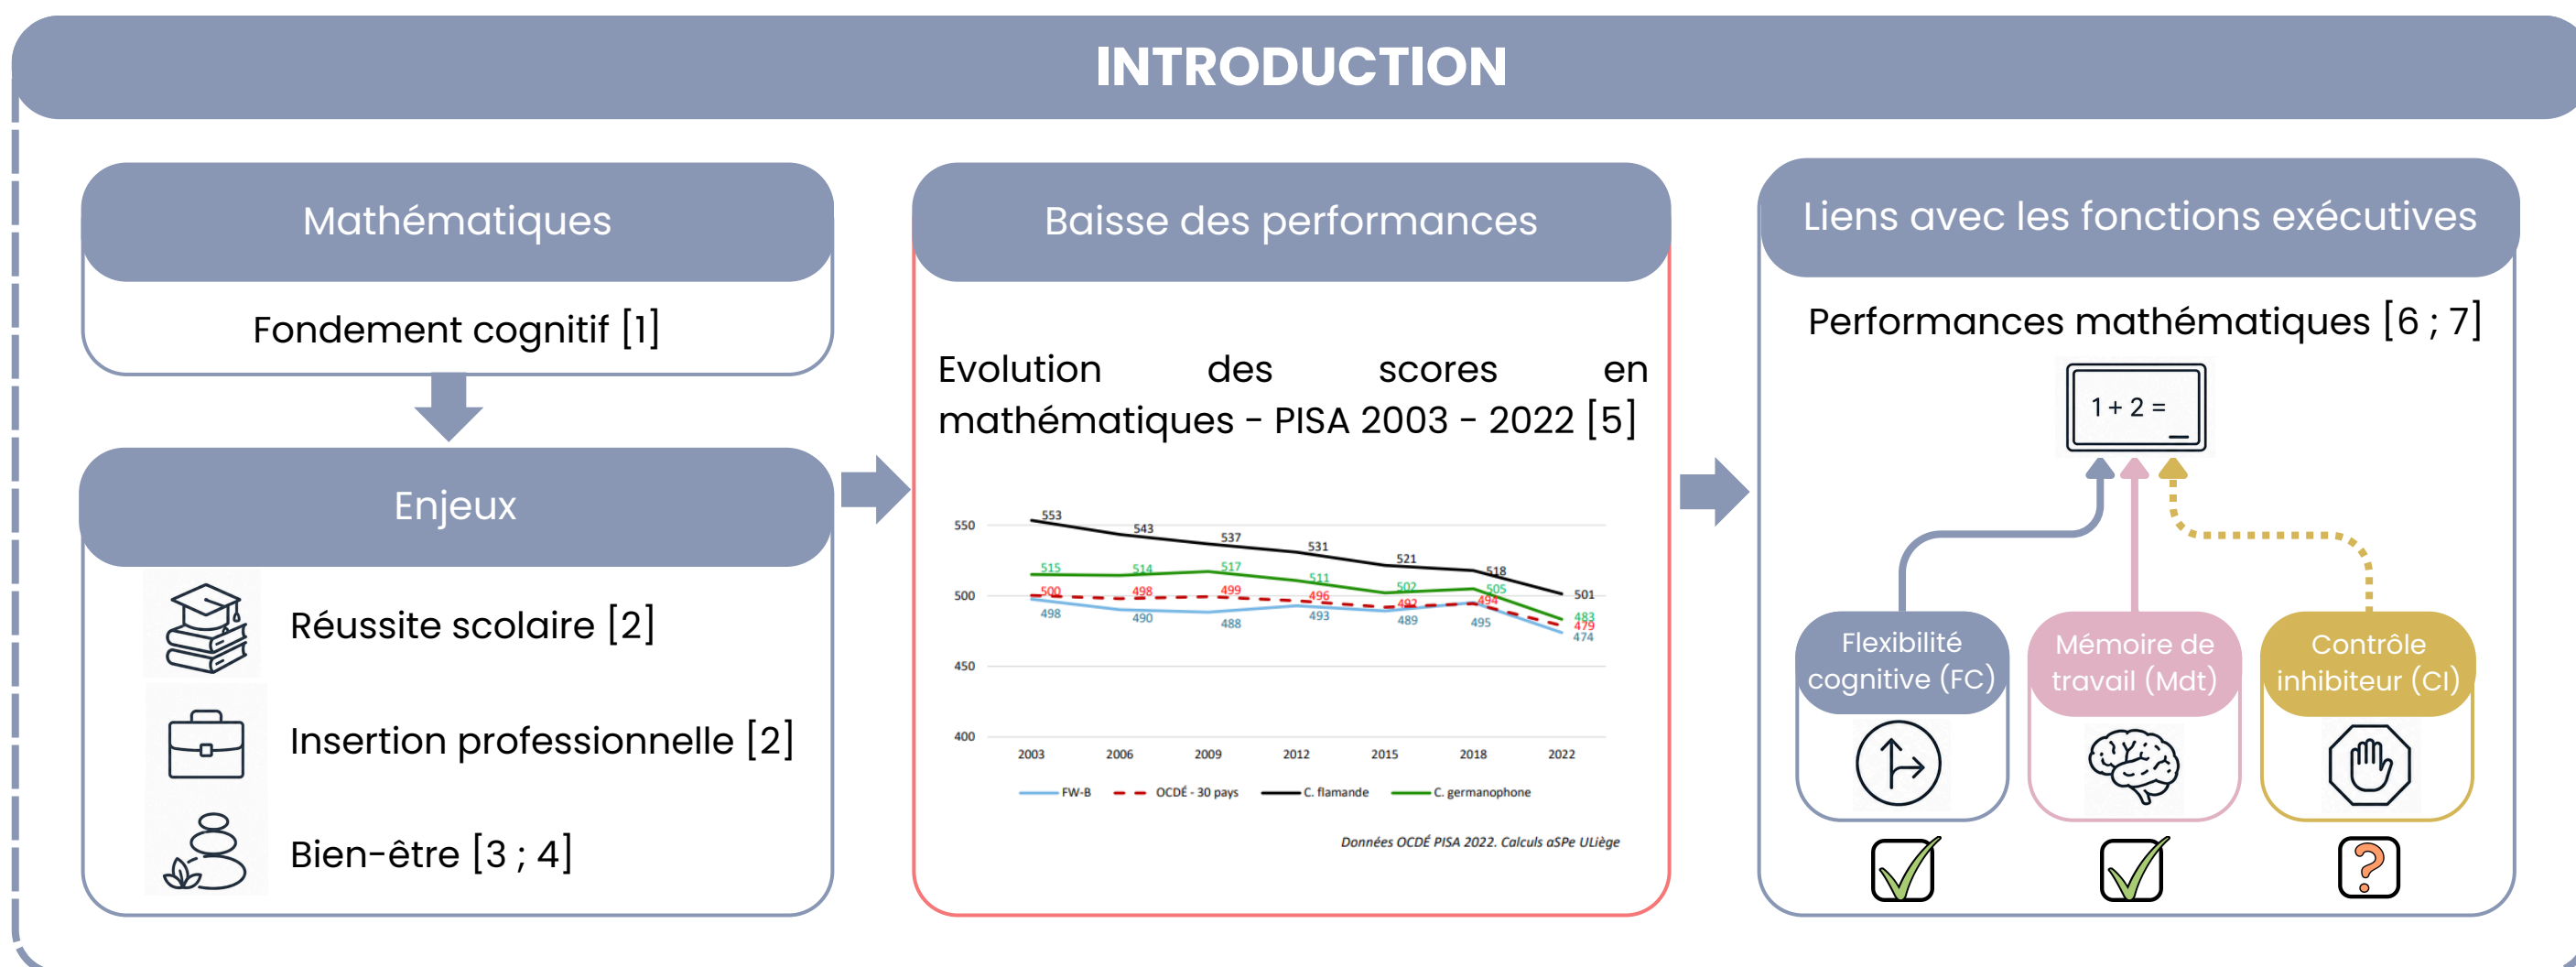 INTRODUCTION
Mathématiques
Fondement cognitif [1]
Enjeux
Réussite scolaire [2]
Insertion professionnelle [2]
Bien-être [3 ; 4]
Baisse des performances
Evolution des scores en
mathématiques - PISA 2003 - 2022 [5]
550
500
450
400
553
543
537
531
521
518
501
515
514
517
511
502
505
483
500
498
499
496
492
494
479
498
490
488
493
489
495
474
2003 2006 2009 2012 2015 2018 2022
FW-B OCDÉ - 30 pays C. flamande C. germanophone
Données OCDÉ PISA 2022. Calculs aSPe ULiège
Liens avec les fonctions exécutives
Performances mathématiques [6 ; 7]
1 + 2 = _
Flexibilité
cognitive (FC)
Mémoire de
travail (Mdt)
Contrôle
inhibiteur (CI)
?